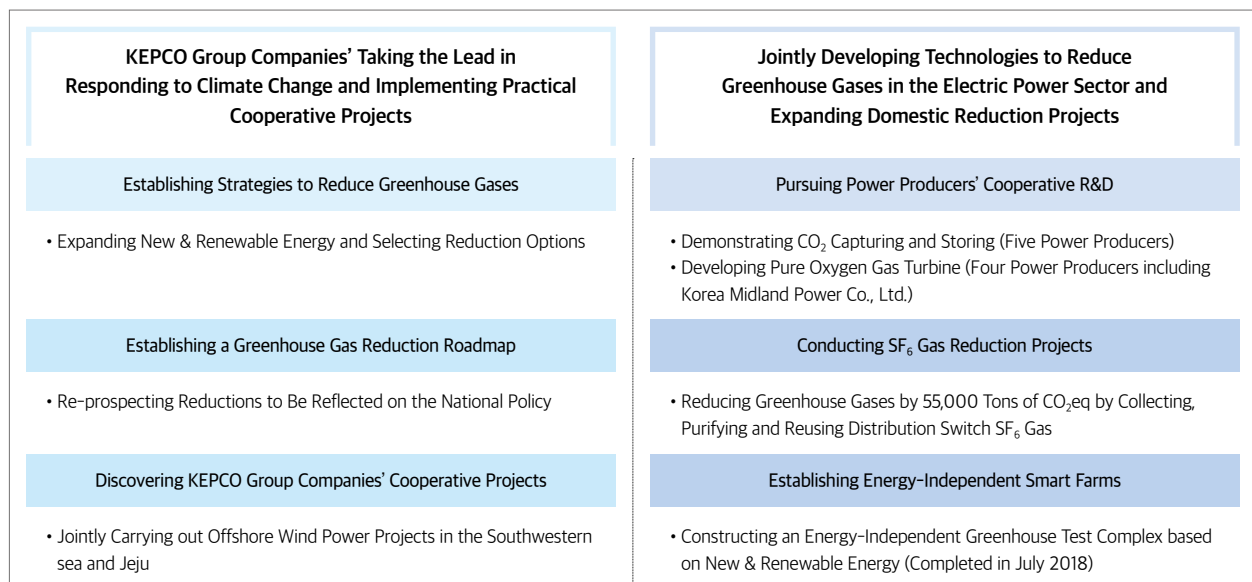 KEPCO Group Companies’ Taking the Lead in
Responding to Climate Change and Implementing Practical
Cooperative Projects
Establishing Strategies to Reduce Greenhouse Gases
• Expanding New & Renewable Energy and Selecting Reduction Options
Establishing a Greenhouse Gas Reduction Roadmap
• Re-prospecting Reductions to Be Reflected on the National Policy
Discovering KEPCO Group Companies’ Cooperative Projects
• Jointly Carrying out Offshore Wind Power Projects in the Southwestern
sea and Jeju
Jointly Developing Technologies to Reduce
Greenhouse Gases in the Electric Power Sector and
Expanding Domestic Reduction Projects
Pursuing Power Producers’ Cooperative R&D
• Demonstrating CO₂ Capturing and Storing (Five Power Producers)
• Developing Pure Oxygen Gas Turbine (Four Power Producers including
Korea Midland Power Co., Ltd.)
Conducting SF₆ Gas Reduction Projects
• Reducing Greenhouse Gases by 55,000 Tons of CO₂eq by Collecting,
Purifying and Reusing Distribution Switch SF₆ Gas
Establishing Energy-Independent Smart Farms
• Constructing an Energy-Independent Greenhouse Test Complex based
on New & Renewable Energy (Completed in July 2018)